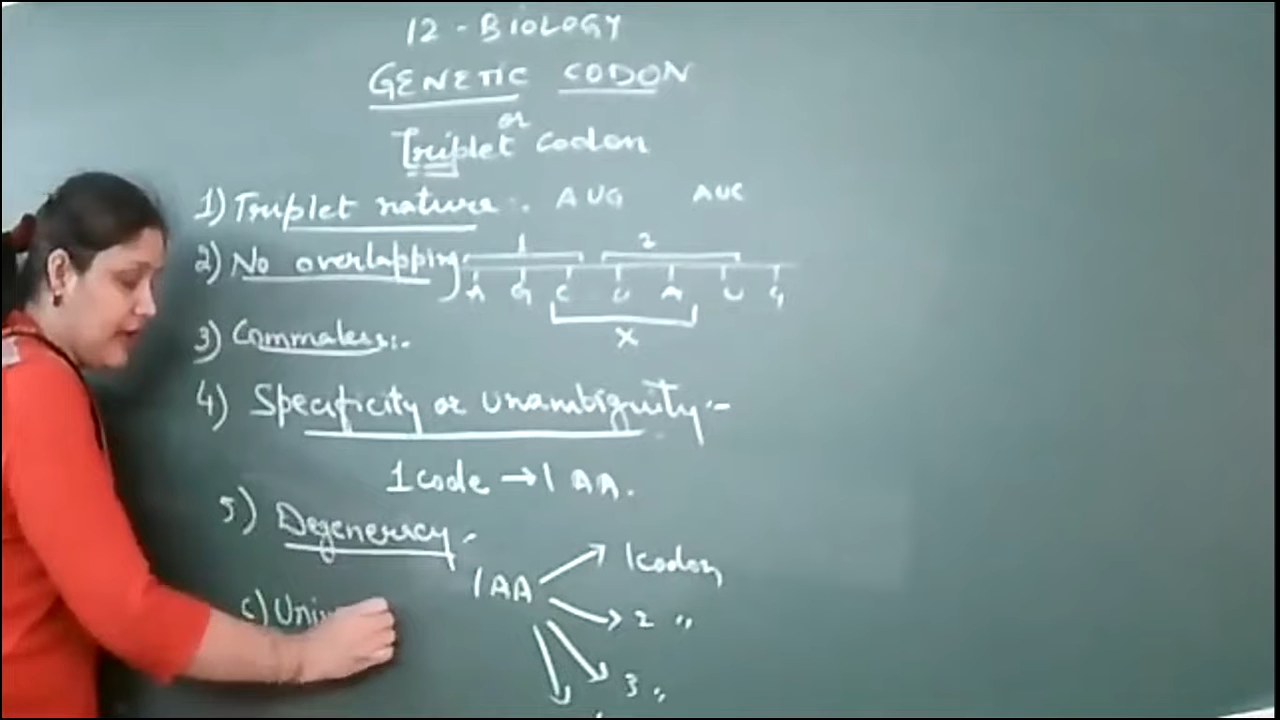 12 - BIOLOGY
GENETIC CODON
or
Triplet codon
1) Triplet nature:. AUG AUC
2) No overlapping
1 2
A G C U A U G
X
3) Commaless:.
4) Specificity or unambiguity:-
1 code → 1 AA.
5) Degeneracy.
1 AA
1 codon
2 "
3 "
6) Uni